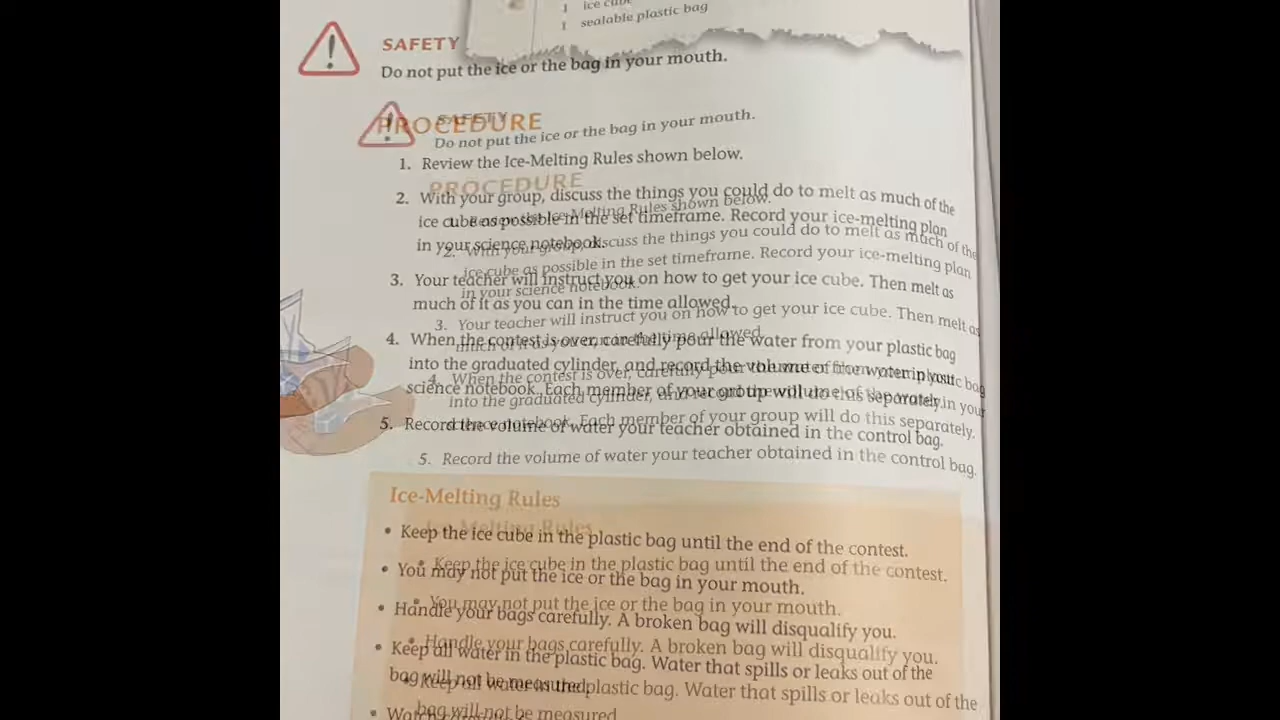 1 ice cube
1 sealable plastic bag
SAFETY
Do not put the ice or the bag in your mouth.
PROCEDURE
1. Review the Ice-Melting Rules shown below.
2. With your group, discuss the things you could do to melt as much of the
ice cube as possible in the set timeframe. Record your ice-melting plan
in your science notebook.
3. Your teacher will instruct you on how to get your ice cube. Then melt as
much of it as you can in the time allowed.
4. When the contest is over, carefully pour the water from your plastic bag
into the graduated cylinder, and record the volume of the water in your
science notebook. Each member of your group will do this separately.
5. Record the volume of water your teacher obtained in the control bag.
Ice-Melting Rules
• Keep the ice cube in the plastic bag until the end of the contest.
• You may not put the ice or the bag in your mouth.
• Handle your bags carefully. A broken bag will disqualify you.
• Keep all water in the plastic bag. Water that spills or leaks out of the
bag will not be measured.
SAFETY
Do not put the ice or the bag in your mouth.
PROCEDURE
1. Review the Ice-Melting Rules shown below.
2. With your group, discuss the things you could do to melt as much of the
ice cube as possible in the set timeframe. Record your ice-melting plan
in your science notebook.
3. Your teacher will instruct you on how to get your ice cube. Then melt as
much of it as you can in the time allowed.
4. When the contest is over, carefully pour the water from your plastic bag
into the graduated cylinder, and record the volume of the water in your
science notebook. Each member of your group will do this separately.
5. Record the volume of water your teacher obtained in the control bag.
Ice-Melting Rules
• Keep the ice cube in the plastic bag until the end of the contest.
• You may not put the ice or the bag in your mouth.
• Handle your bags carefully. A broken bag will disqualify you.
• Keep all water in the plastic bag. Water that spills or leaks out of the
bag will not be measured